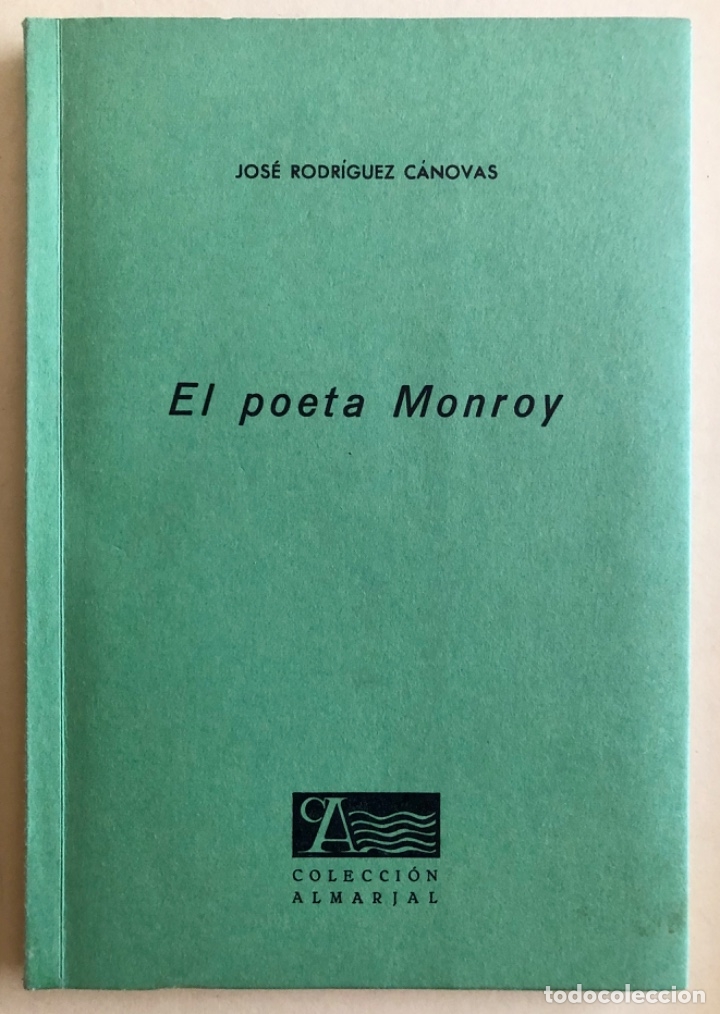 JOSÉ RODRÍGUEZ CÁNOVAS
El poeta Monroy
CA
COLECCIÓN
ALMARJAL
todocoleccion